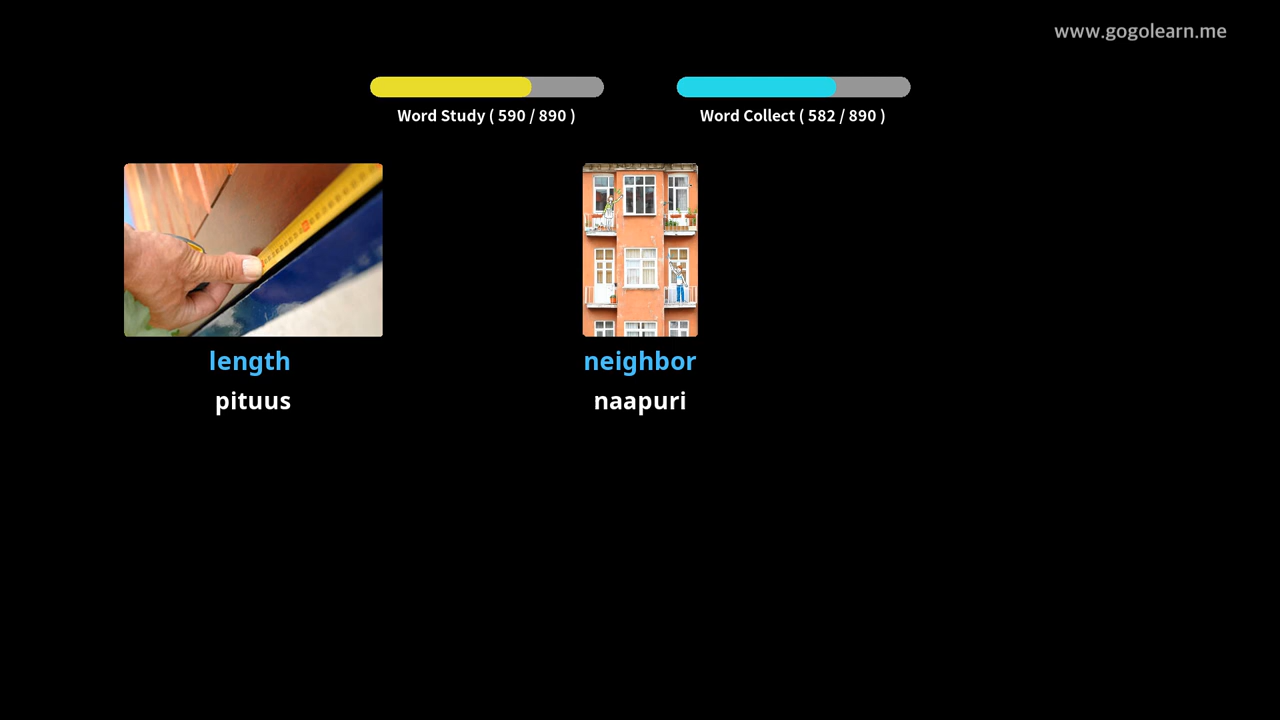 www.gogolearn.me
Word Study ( 590 / 890 )
Word Collect ( 582 / 890 )
length
pituus
neighbor
naapuri